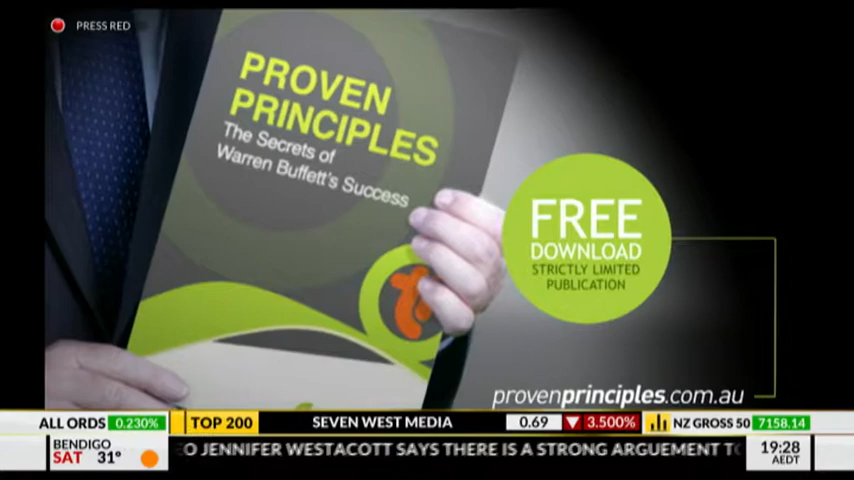 PRESS RED
PROVEN
PRINCIPLES
The Secrets of
Warren Buffett's Success
FREE
DOWNLOAD
STRICTLY LIMITED
PUBLICATION
provenprinciples.com.au
ALL ORDS 0.230% TOP 200 SEVEN WEST MEDIA 0.69 3.500% NZ GROSS 50 7158.14
BENDIGO
SAT 31°
O JENNIFER WESTACOTT SAYS THERE IS A STRONG ARGUEMENT TO
19:28
AEDT